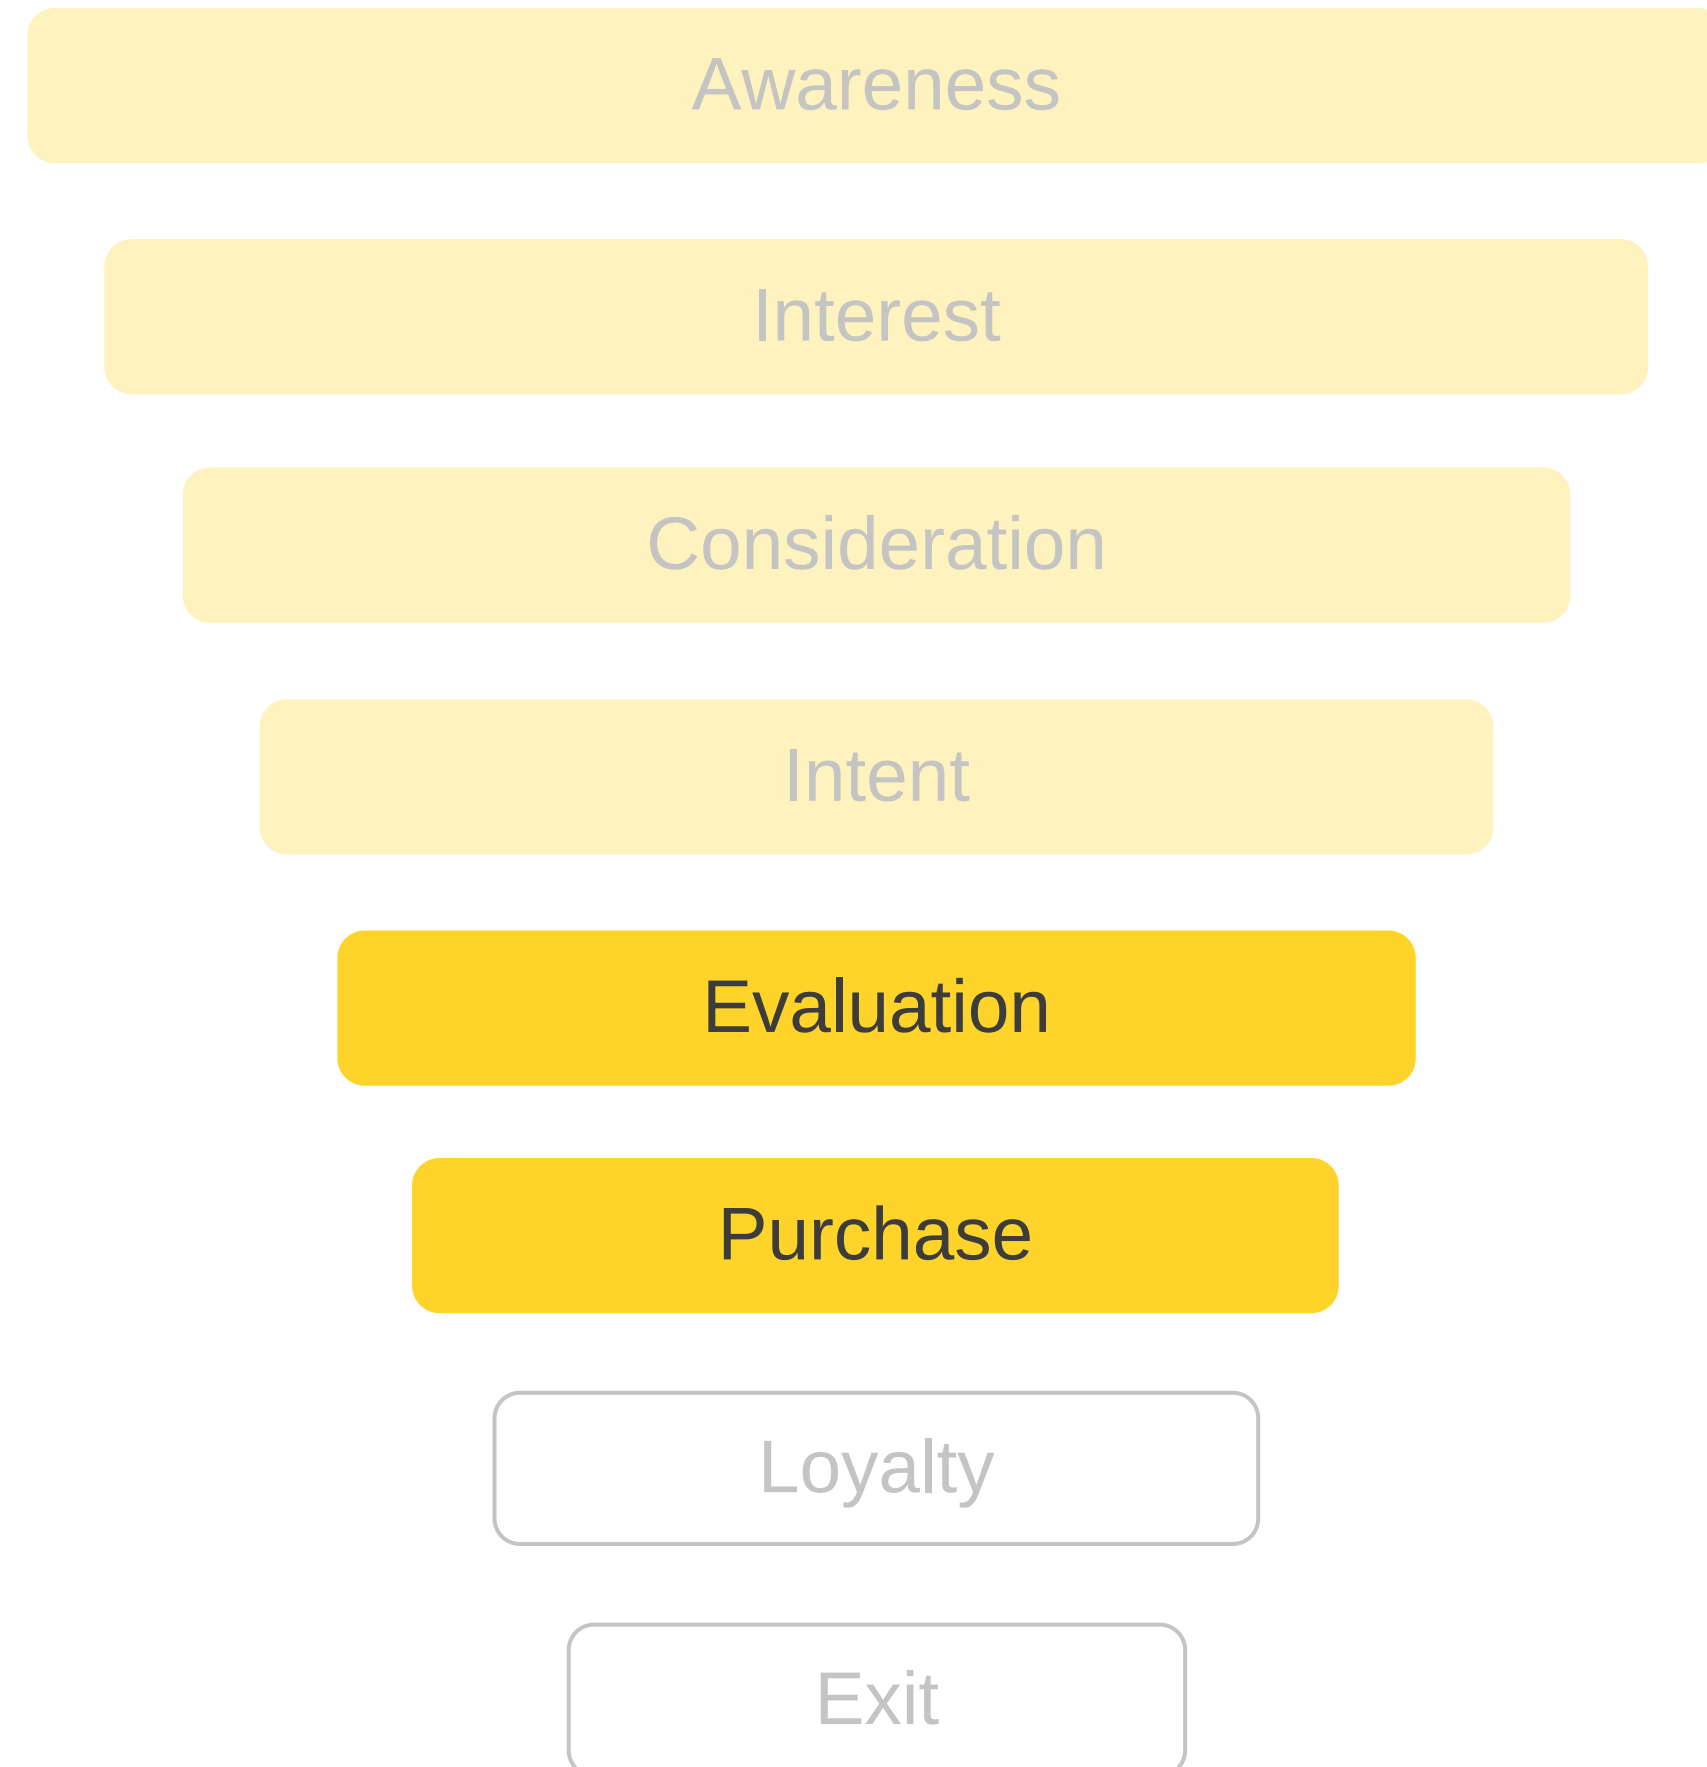 Awareness
Interest
Consideration
Intent
Evaluation
Purchase
Loyalty
Exit